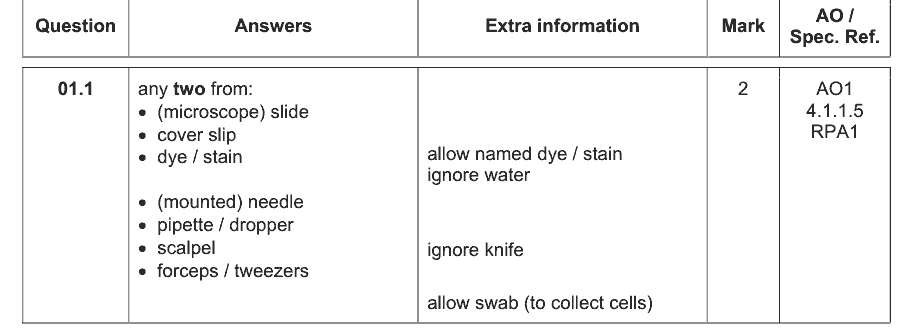 Question Answers Extra information Mark AO / Spec. Ref.
01.1 any two from: 2 AO1
• (microscope) slide 4.1.1.5
• cover slip RPA1
• dye / stain allow named dye / stain
ignore water
• (mounted) needle
• pipette / dropper
• scalpel ignore knife
• forceps / tweezers
allow swab (to collect cells)